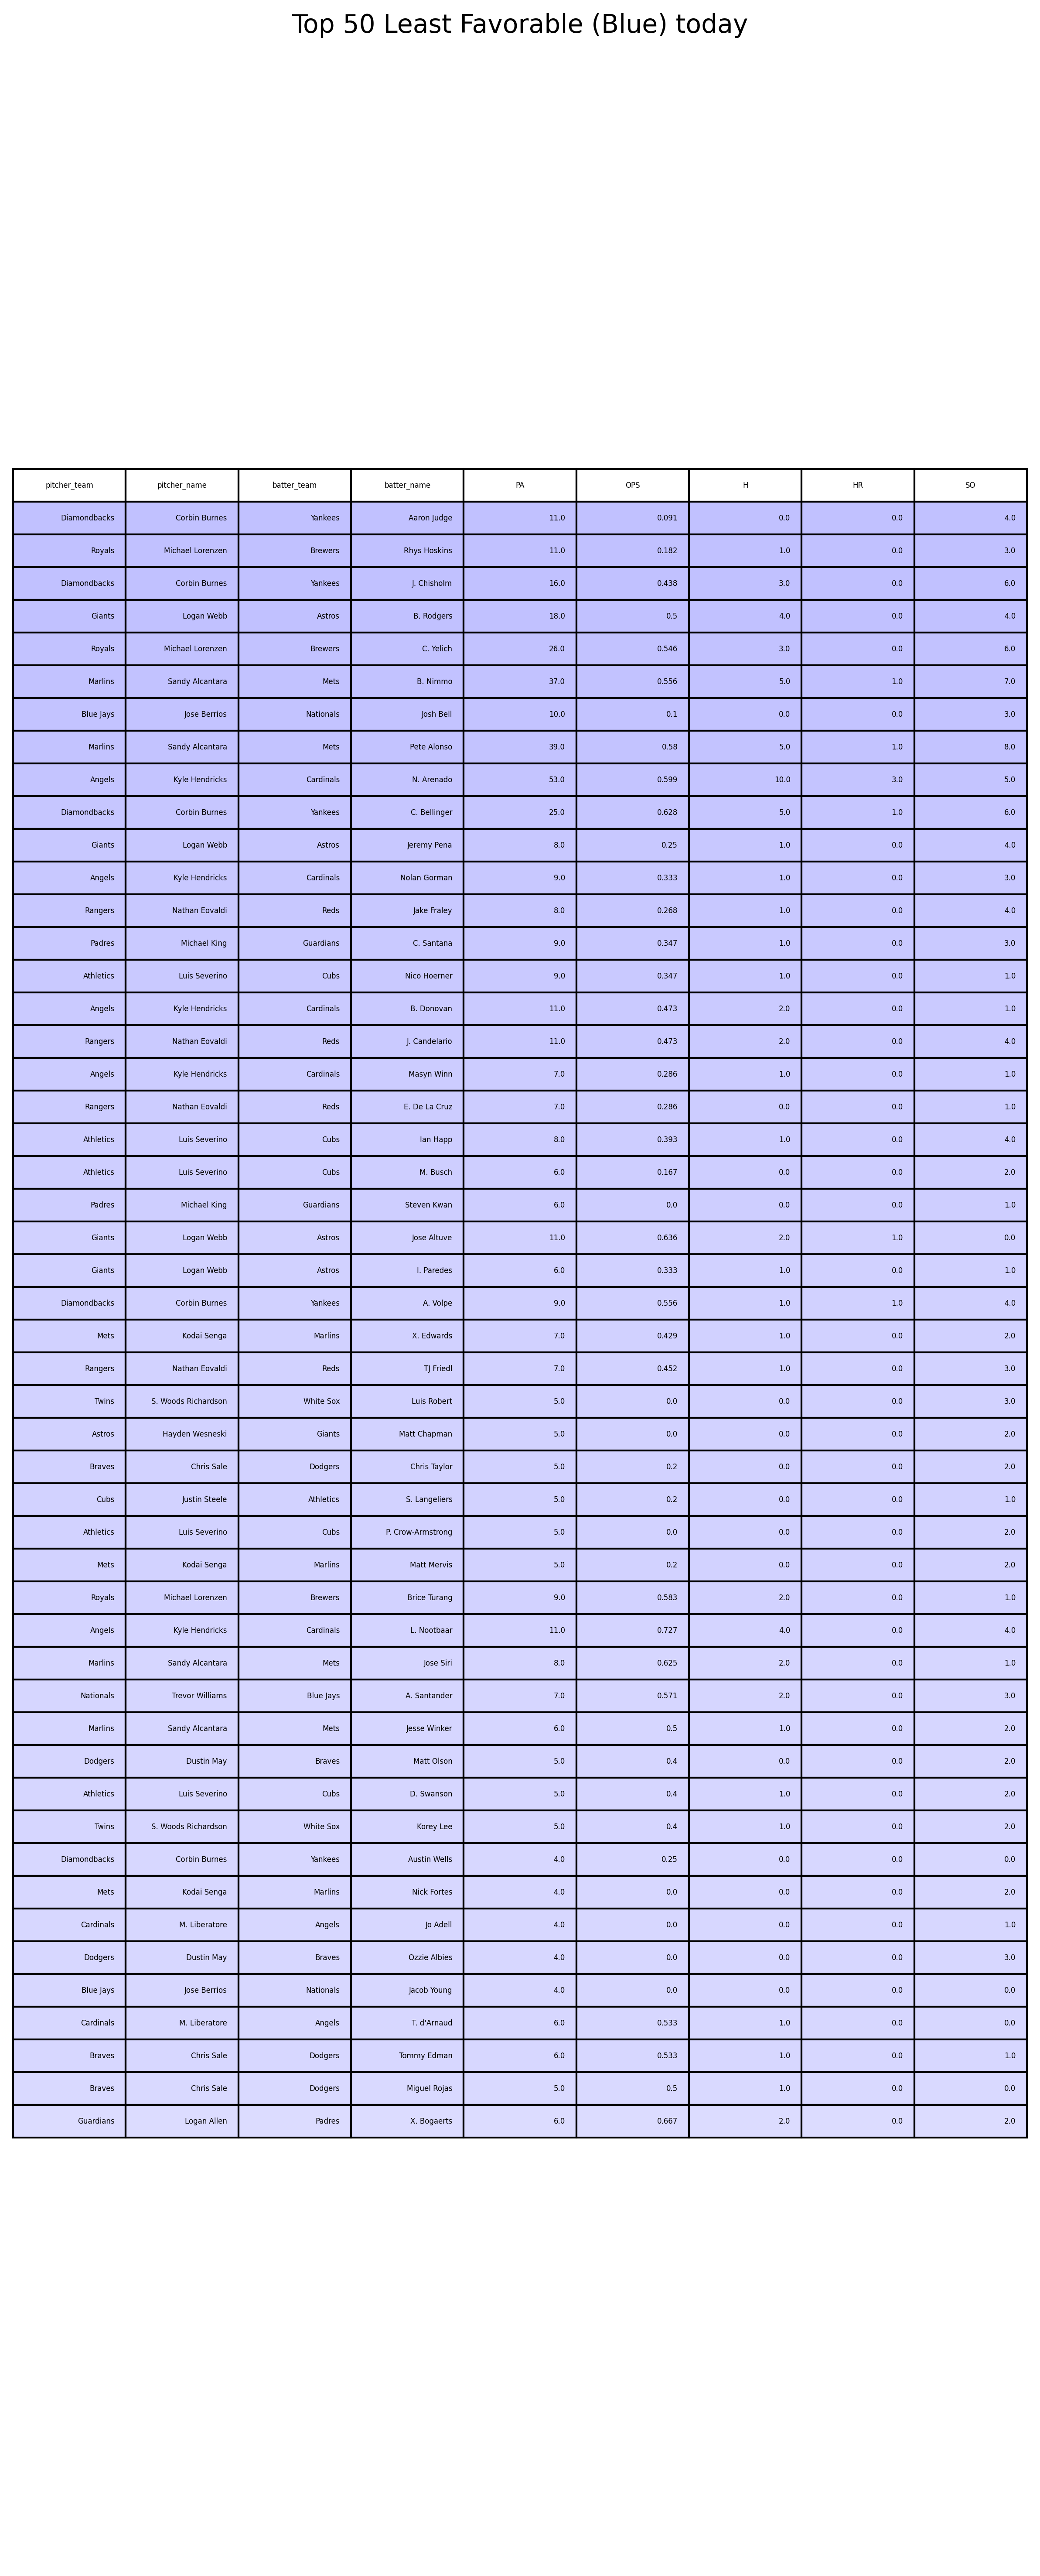 Top 50 Least Favorable (Blue) today
pitcher_team pitcher_name batter_team batter_name PA OPS H HR SO
Diamondbacks Corbin Burnes Yankees Aaron Judge 11.0 0.091 0.0 0.0 4.0
Royals Michael Lorenzen Brewers Rhys Hoskins 11.0 0.182 1.0 0.0 3.0
Diamondbacks Corbin Burnes Yankees J. Chisholm 16.0 0.438 3.0 0.0 6.0
Giants Logan Webb Astros B. Rodgers 18.0 0.5 4.0 0.0 4.0
Royals Michael Lorenzen Brewers C. Yelich 26.0 0.546 3.0 0.0 6.0
Marlins Sandy Alcantara Mets B. Nimmo 37.0 0.556 5.0 1.0 7.0
Blue Jays Jose Berrios Nationals Josh Bell 10.0 0.1 0.0 0.0 3.0
Marlins Sandy Alcantara Mets Pete Alonso 39.0 0.58 5.0 1.0 8.0
Angels Kyle Hendricks Cardinals N. Arenado 53.0 0.599 10.0 3.0 5.0
Diamondbacks Corbin Burnes Yankees C. Bellinger 25.0 0.628 5.0 1.0 6.0
Giants Logan Webb Astros Jeremy Pena 8.0 0.25 1.0 0.0 4.0
Angels Kyle Hendricks Cardinals Nolan Gorman 9.0 0.333 1.0 0.0 3.0
Rangers Nathan Eovaldi Reds Jake Fraley 8.0 0.268 1.0 0.0 4.0
Padres Michael King Guardians C. Santana 9.0 0.347 1.0 0.0 3.0
Athletics Luis Severino Cubs Nico Hoerner 9.0 0.347 1.0 0.0 1.0
Angels Kyle Hendricks Cardinals B. Donovan 11.0 0.473 2.0 0.0 1.0
Rangers Nathan Eovaldi Reds J. Candelario 11.0 0.473 2.0 0.0 4.0
Angels Kyle Hendricks Cardinals Masyn Winn 7.0 0.286 1.0 0.0 1.0
Rangers Nathan Eovaldi Reds E. De La Cruz 7.0 0.286 0.0 0.0 1.0
Athletics Luis Severino Cubs Ian Happ 8.0 0.393 1.0 0.0 4.0
Athletics Luis Severino Cubs M. Busch 6.0 0.167 0.0 0.0 2.0
Padres Michael King Guardians Steven Kwan 6.0 0.0 0.0 0.0 1.0
Giants Logan Webb Astros Jose Altuve 11.0 0.636 2.0 1.0 0.0
Giants Logan Webb Astros I. Paredes 6.0 0.333 1.0 0.0 1.0
Diamondbacks Corbin Burnes Yankees A. Volpe 9.0 0.556 1.0 1.0 4.0
Mets Kodai Senga Marlins X. Edwards 7.0 0.429 1.0 0.0 2.0
Rangers Nathan Eovaldi Reds TJ Friedl 7.0 0.452 1.0 0.0 3.0
Twins S. Woods Richardson White Sox Luis Robert 5.0 0.0 0.0 0.0 3.0
Astros Hayden Wesneski Giants Matt Chapman 5.0 0.0 0.0 0.0 2.0
Braves Chris Sale Dodgers Chris Taylor 5.0 0.2 0.0 0.0 2.0
Cubs Justin Steele Athletics S. Langeliers 5.0 0.2 0.0 0.0 1.0
Athletics Luis Severino Cubs P. Crow-Armstrong 5.0 0.0 0.0 0.0 2.0
Mets Kodai Senga Marlins Matt Mervis 5.0 0.2 0.0 0.0 2.0
Royals Michael Lorenzen Brewers Brice Turang 9.0 0.583 2.0 0.0 1.0
Angels Kyle Hendricks Cardinals L. Nootbaar 11.0 0.727 4.0 0.0 4.0
Marlins Sandy Alcantara Mets Jose Siri 8.0 0.625 2.0 0.0 1.0
Nationals Trevor Williams Blue Jays A. Santander 7.0 0.571 2.0 0.0 3.0
Marlins Sandy Alcantara Mets Jesse Winker 6.0 0.5 1.0 0.0 2.0
Dodgers Dustin May Braves Matt Olson 5.0 0.4 0.0 0.0 2.0
Athletics Luis Severino Cubs D. Swanson 5.0 0.4 1.0 0.0 2.0
Twins S. Woods Richardson White Sox Korey Lee 5.0 0.4 1.0 0.0 2.0
Diamondbacks Corbin Burnes Yankees Austin Wells 4.0 0.25 0.0 0.0 0.0
Mets Kodai Senga Marlins Nick Fortes 4.0 0.0 0.0 0.0 2.0
Cardinals M. Liberatore Angels Jo Adell 4.0 0.0 0.0 0.0 1.0
Dodgers Dustin May Braves Ozzie Albies 4.0 0.0 0.0 0.0 3.0
Blue Jays Jose Berrios Nationals Jacob Young 4.0 0.0 0.0 0.0 0.0
Cardinals M. Liberatore Angels T. d'Arnaud 6.0 0.533 1.0 0.0 0.0
Braves Chris Sale Dodgers Tommy Edman 6.0 0.533 1.0 0.0 1.0
Braves Chris Sale Dodgers Miguel Rojas 5.0 0.5 1.0 0.0 0.0
Guardians Logan Allen Padres X. Bogaerts 6.0 0.667 2.0 0.0 2.0